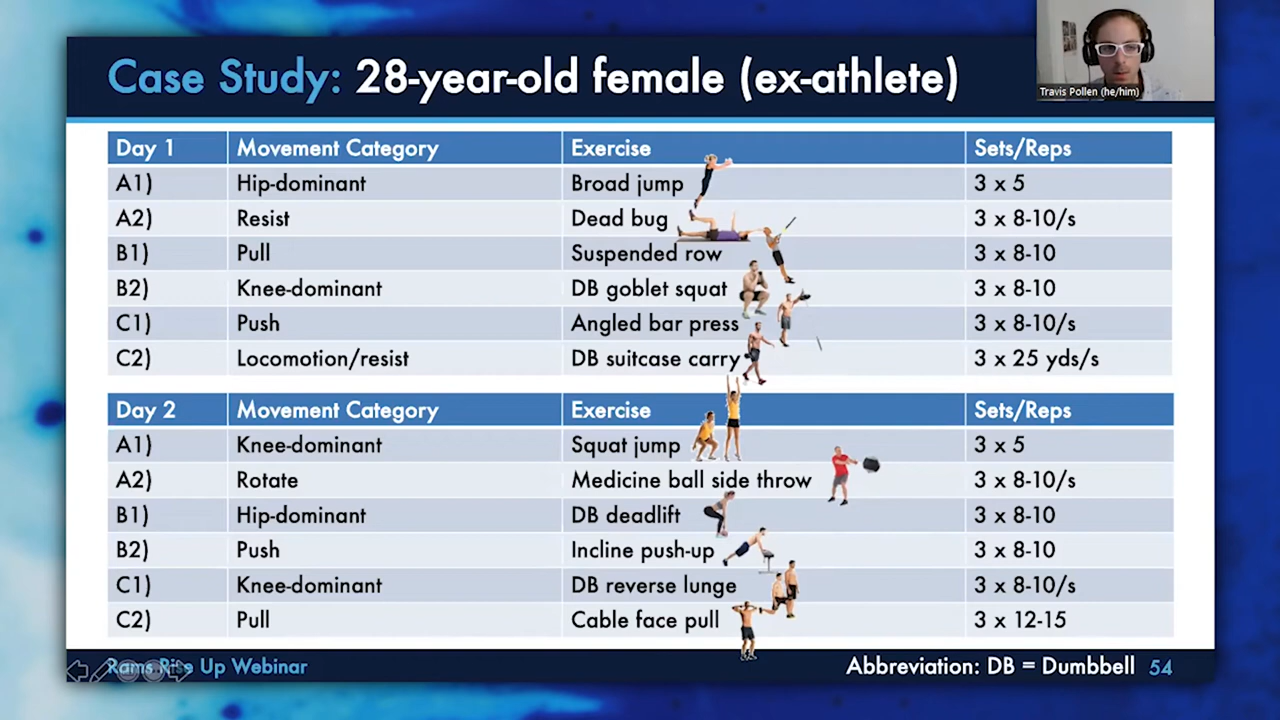 Case Study: 28-year-old female (ex-athlete)
Travis Pollen (he/him)
Day 1 Movement Category Exercise Sets/Reps
A1) Hip-dominant Broad jump 3 x 5
A2) Resist Dead bug 3 x 8-10/s
B1) Pull Suspended row 3 x 8-10
B2) Knee-dominant DB goblet squat 3 x 8-10
C1) Push Angled bar press 3 x 8-10/s
C2) Locomotion/resist DB suitcase carry 3 x 25 yds/s
Day 2 Movement Category Exercise Sets/Reps
A1) Knee-dominant Squat jump 3 x 5
A2) Rotate Medicine ball side throw 3 x 8-10/s
B1) Hip-dominant DB deadlift 3 x 8-10
B2) Push Incline push-up 3 x 8-10
C1) Knee-dominant DB reverse lunge 3 x 8-10/s
C2) Pull Cable face pull 3 x 12-15
Rams Rise Up Webinar Abbreviation: DB = Dumbbell 54